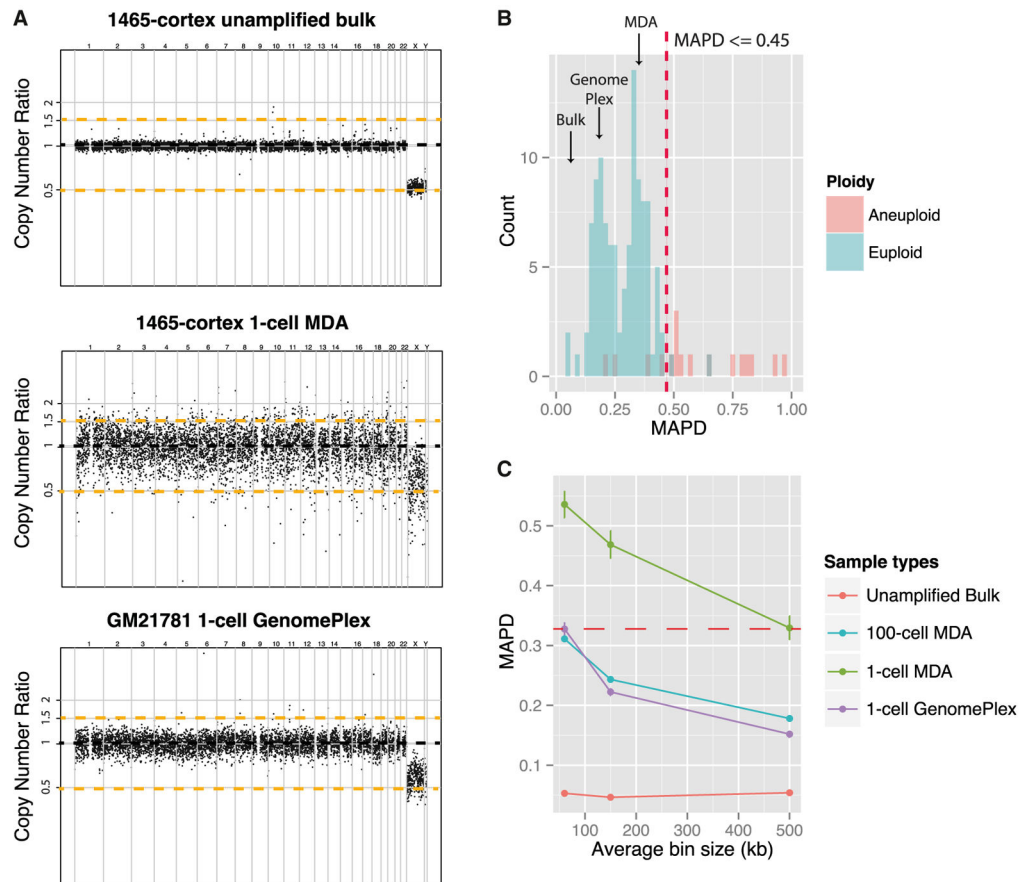 A
1465-cortex unamplified bulk
1 2 3 4 5 6 7 8 9 10 11 12 13 14 16 18 20 22 X Y
Copy Number Ratio
2
1.5
1
0.5
1465-cortex 1-cell MDA
1 2 3 4 5 6 7 8 9 10 11 12 13 14 16 18 20 22 X Y
Copy Number Ratio
2
1.5
1
0.5
GM21781 1-cell GenomePlex
1 2 3 4 5 6 7 8 9 10 11 12 13 14 16 18 20 22 X Y
Copy Number Ratio
2
1.5
1
0.5
B
MDA
MAPD <= 0.45
Genome
Plex
Bulk
10
5
0
Count
0.00 0.25 0.50 0.75 1.00
MAPD
Ploidy
Aneuploid
Euploid
C
0.5
0.4
0.3
0.2
0.1
MAPD
100 200 300 400 500
Average bin size (kb)
Sample types
Unamplified Bulk
100-cell MDA
1-cell MDA
1-cell GenomePlex